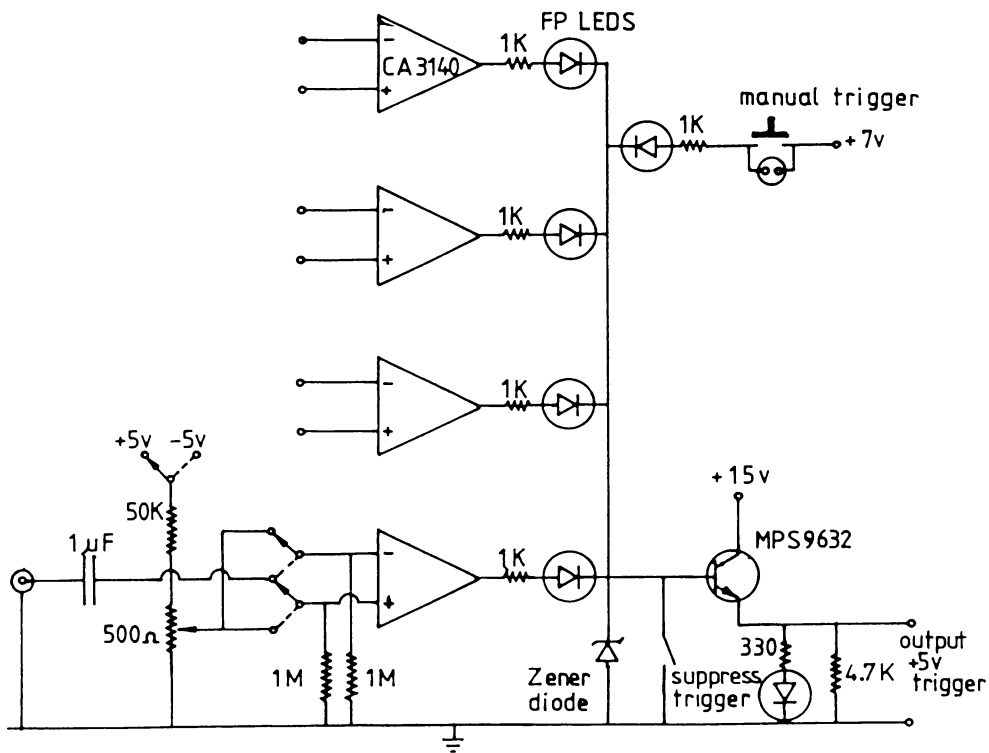 FP LEDS
1K
CA3140
-
+
manual trigger
1K
+7v
1K
-
+
1K
-
+
+5v -5v
50K
1µF
500Ω
1K
-
+
1M
1M
+15v
MPS9632
Zener
diode
suppress
trigger
330
4.7K
output
+5v
trigger